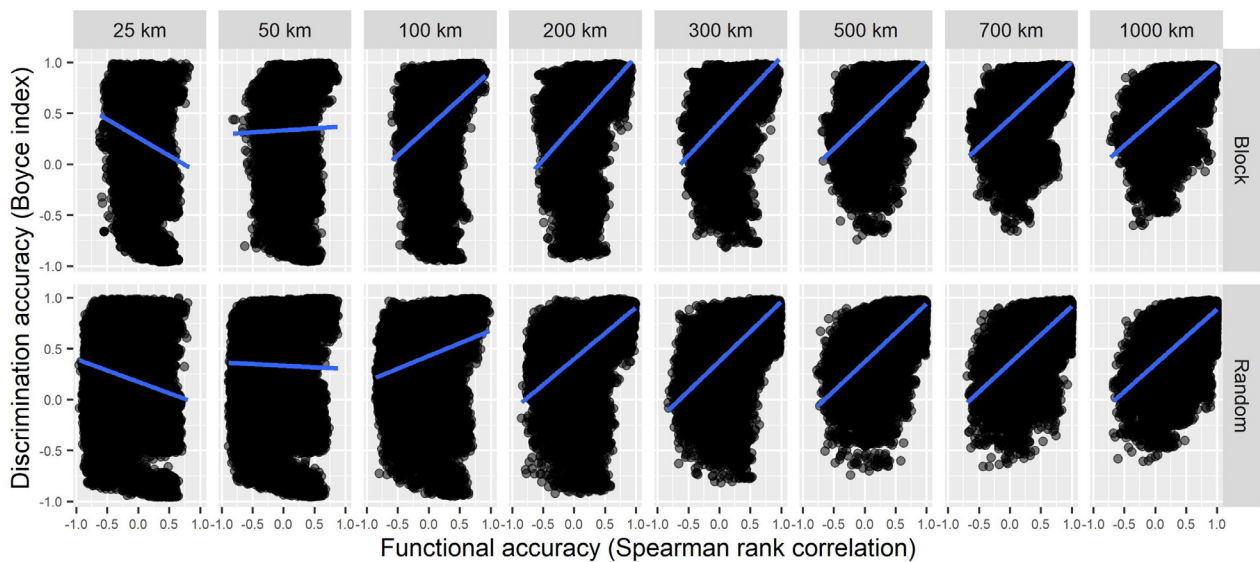 25 km 50 km 100 km 200 km 300 km 500 km 700 km 1000 km
1.0
0.5
0.0
-0.5
-1.0
Block
1.0
0.5
0.0
-0.5
-1.0
Random
Discrimination accuracy (Boyce index)
-1.0 -0.5 0.0 0.5 1.0 -1.0 -0.5 0.0 0.5 1.0 -1.0 -0.5 0.0 0.5 1.0 -1.0 -0.5 0.0 0.5 1.0 -1.0 -0.5 0.0 0.5 1.0 -1.0 -0.5 0.0 0.5 1.0 -1.0 -0.5 0.0 0.5 1.0 -1.0 -0.5 0.0 0.5 1.0
Functional accuracy (Spearman rank correlation)